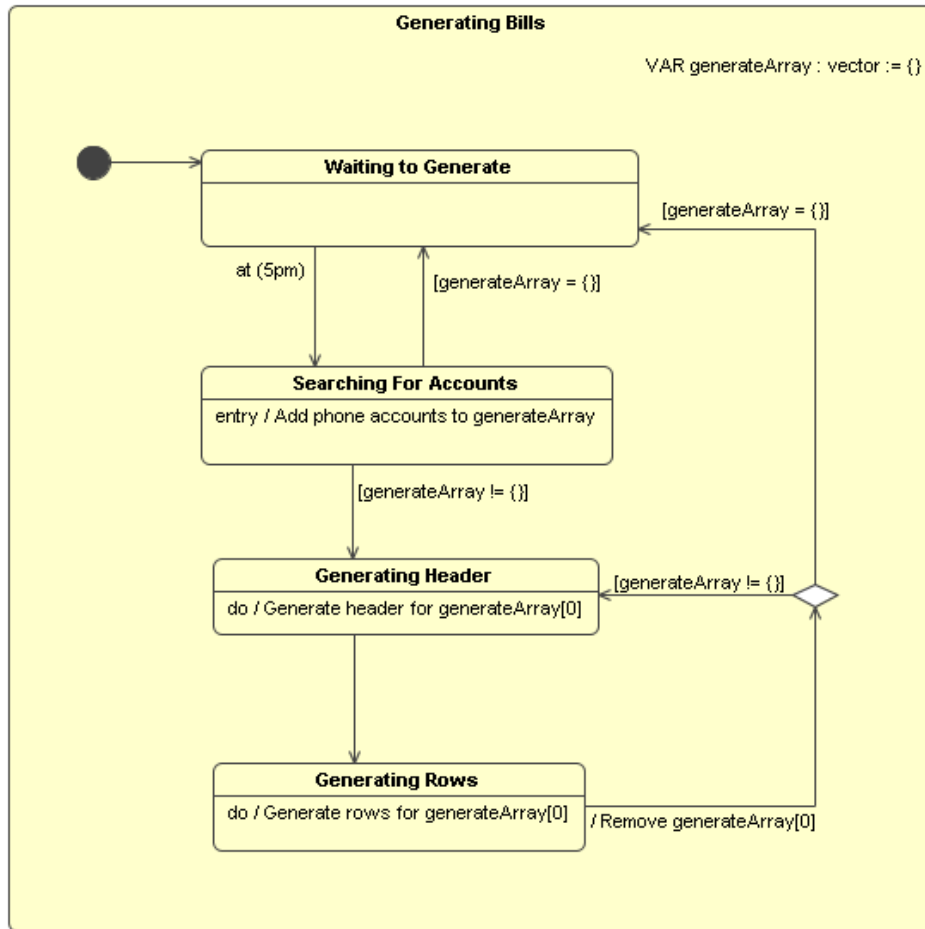 Generating Bills
VAR generateArray : vector := {}
Waiting to Generate
[generateArray = {}]
at (5pm)
[generateArray = {}]
Searching For Accounts
entry / Add phone accounts to generateArray
[generateArray != {}]
Generating Header
[generateArray != {}]
do / Generate header for generateArray[0]
Generating Rows
do / Generate rows for generateArray[0]
/ Remove generateArray[0]